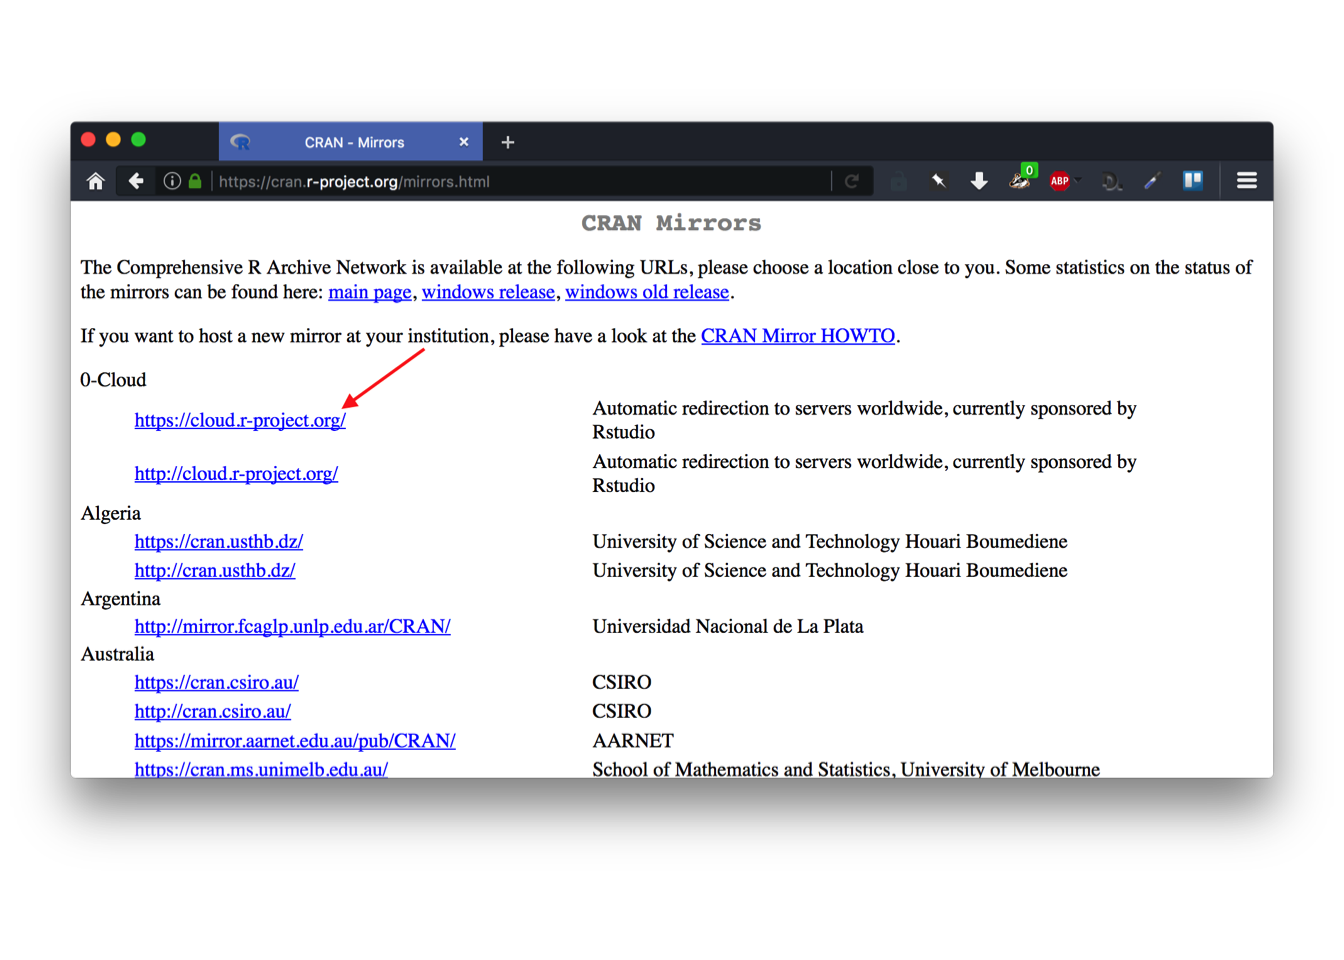 CRAN - Mirrors
https://cran.r-project.org/mirrors.html
0
ABP
CRAN Mirrors
The Comprehensive R Archive Network is available at the following URLs, please choose a location close to you. Some statistics on the status of
the mirrors can be found here: main page, windows release, windows old release.
If you want to host a new mirror at your institution, please have a look at the CRAN Mirror HOWTO.
0-Cloud
https://cloud.r-project.org/ Automatic redirection to servers worldwide, currently sponsored by
Rstudio
http://cloud.r-project.org/ Automatic redirection to servers worldwide, currently sponsored by
Rstudio
Algeria
https://cran.usthb.dz/ University of Science and Technology Houari Boumediene
http://cran.usthb.dz/ University of Science and Technology Houari Boumediene
Argentina
http://mirror.fcaglp.unlp.edu.ar/CRAN/ Universidad Nacional de La Plata
Australia
https://cran.csiro.au/ CSIRO
http://cran.csiro.au/ CSIRO
https://mirror.aarnet.edu.au/pub/CRAN/ AARNET
https://cran.ms.unimelb.edu.au/ School of Mathematics and Statistics, University of Melbourne